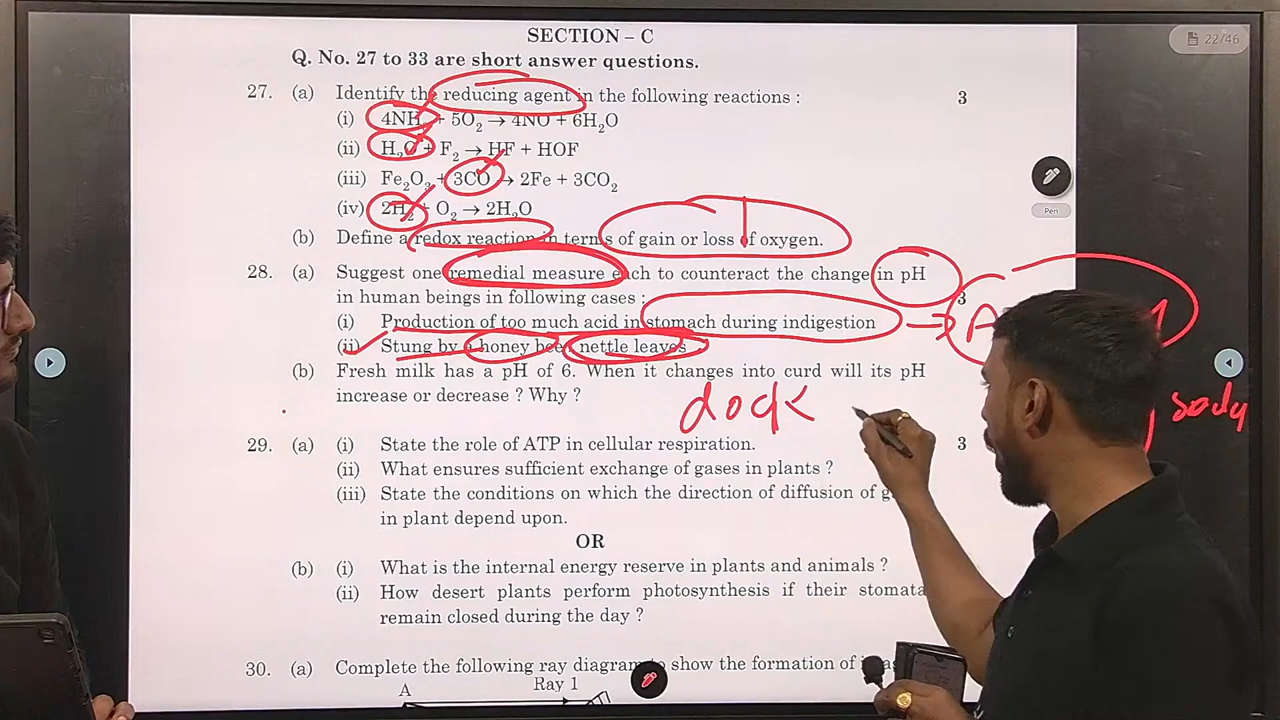 SECTION – C
22/46
Q. No. 27 to 33 are short answer questions.
27. (a) Identify the reducing agent in the following reactions : 3
(i) 4NH + 5O₂ → 4NO + 6H₂O
(ii) H₂O + F₂ → HF + HOF
(iii) Fe₂O₃ + 3CO → 2Fe + 3CO₂
(iv) 2H₂ + O₂ → 2H₂O
Pen
(b) Define a redox reaction in terms of gain or loss of oxygen.
28. (a) Suggest one remedial measure each to counteract the change in pH
in human beings in following cases : 3
(i) Production of too much acid in stomach during indigestion
(ii) Stung by a honey bee nettle leaves
(b) Fresh milk has a pH of 6. When it changes into curd will its pH
increase or decrease ? Why ?
dock
29. (a) (i) State the role of ATP in cellular respiration. 3
(ii) What ensures sufficient exchange of gases in plants ?
(iii) State the conditions on which the direction of diffusion of
in plant depend upon.
OR
(b) (i) What is the internal energy reserve in plants and animals ?
(ii) How desert plants perform photosynthesis if their stomata
remain closed during the day ?
30. (a) Complete the following ray diagram to show the formation of
A Ray 1